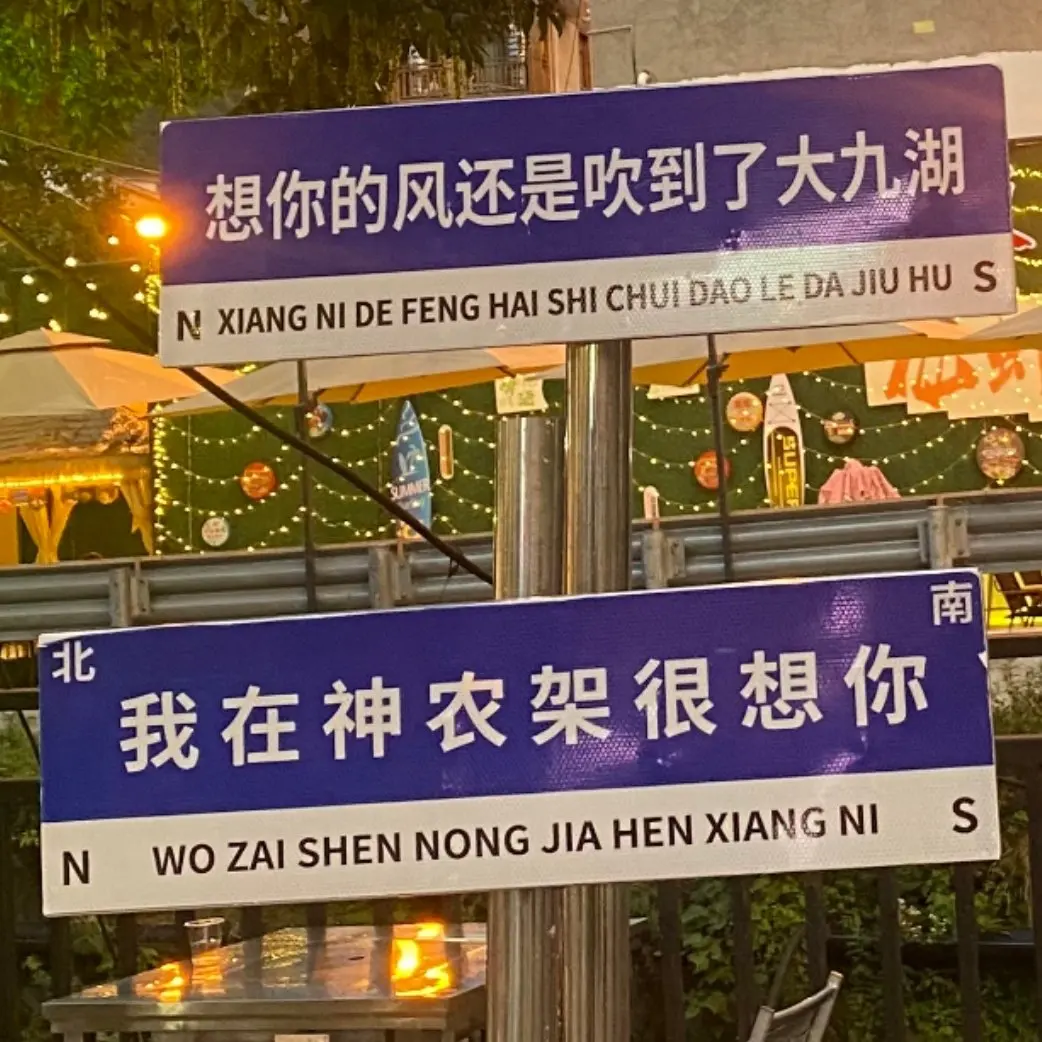 想你的风还是吹到了大九湖
N XIANG NI DE FENG HAI SHI CHUI DAO LE DA JIU HU S
SUMMER
SUPER
北 南
我在神农架很想你
N WO ZAI SHEN NONG JIA HEN XIANG NI S